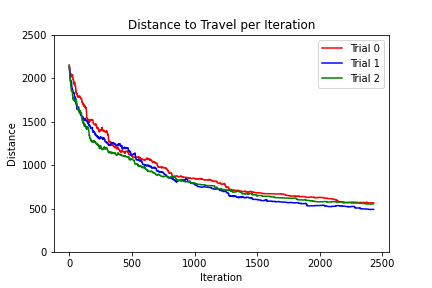 Distance to Travel per Iteration
Distance
2500
2000
1500
1000
500
0
Trial 0
Trial 1
Trial 2
0
500
1000
1500
2000
2500
Iteration